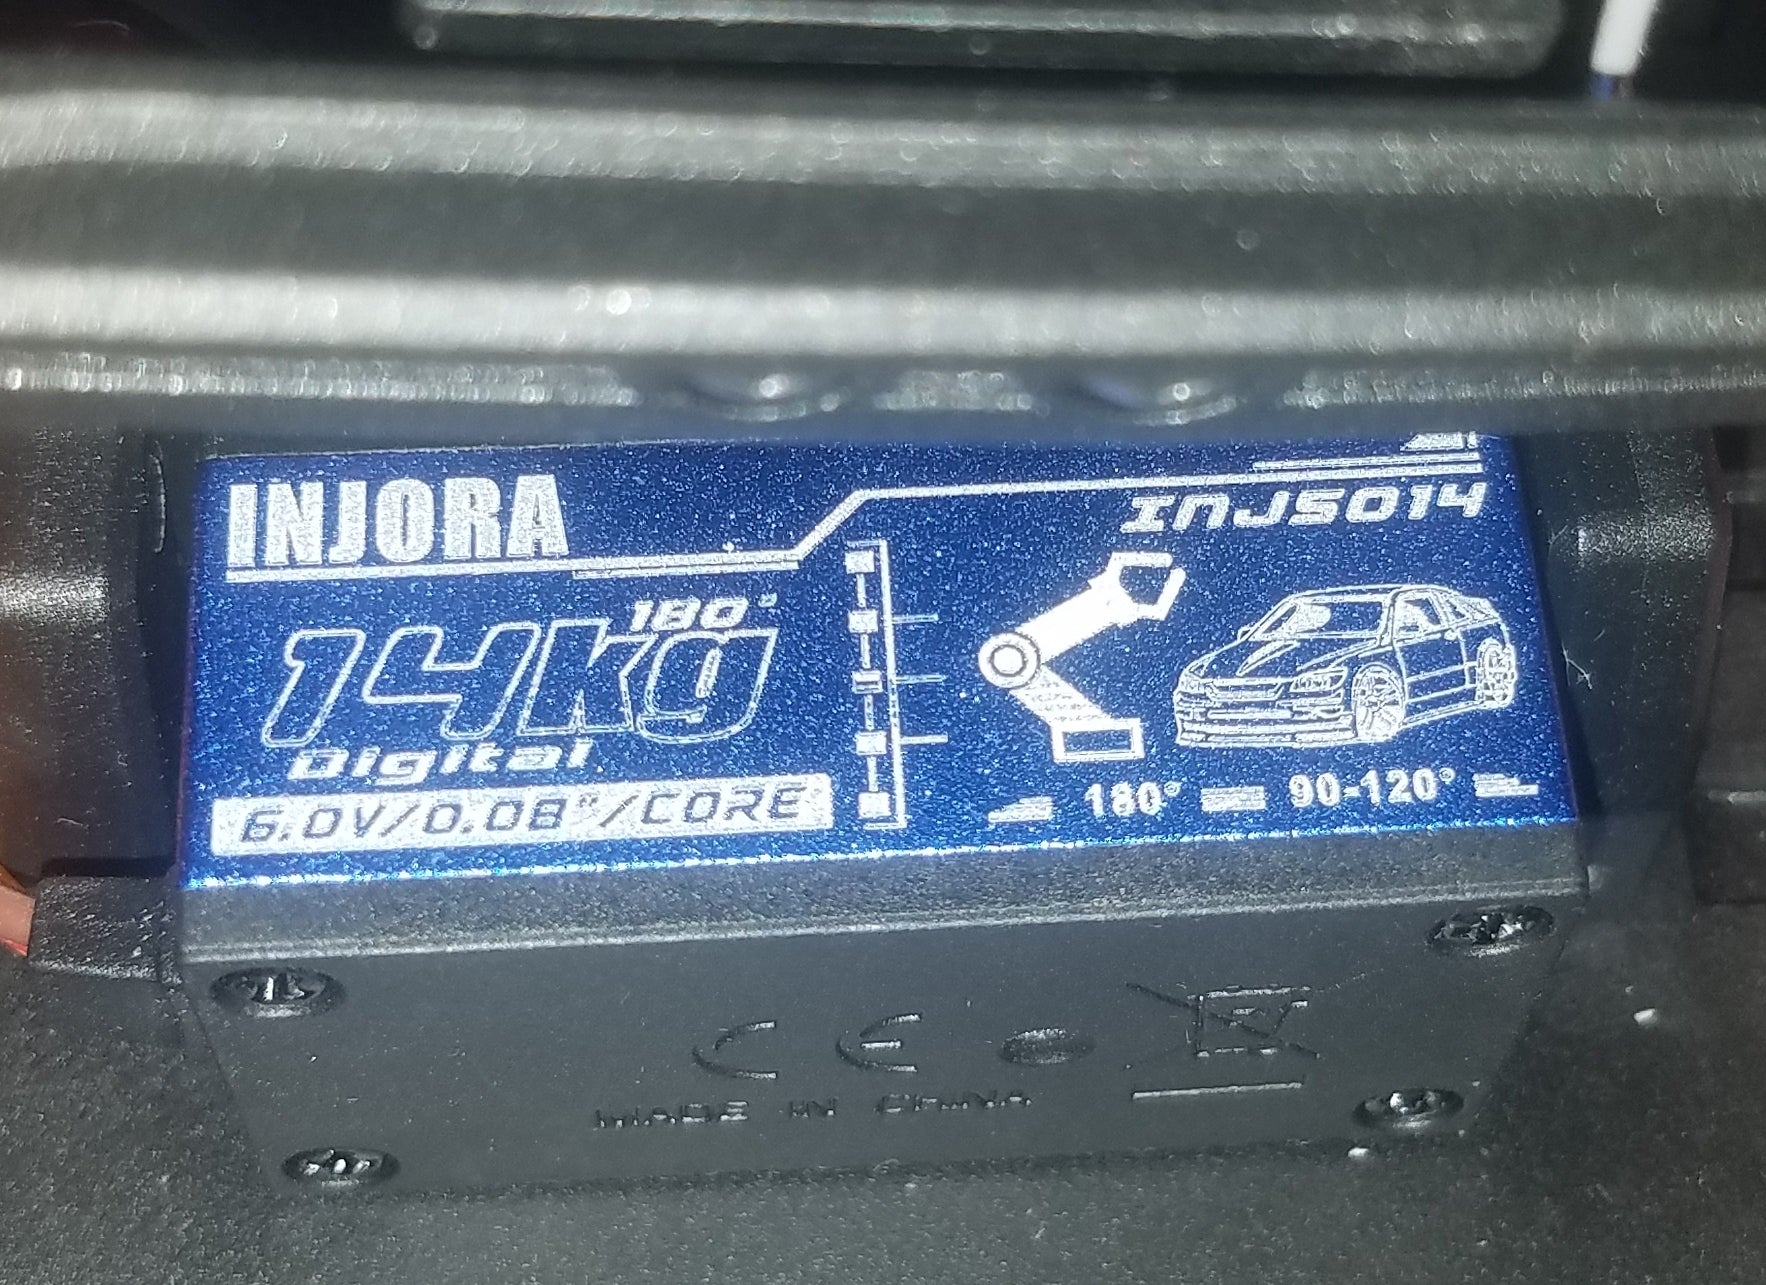 INJORA
INJS014
180°
14kg
Digital
6.0V/0.08"/CORE
180°
90-120°
CE
MADE IN CHINA